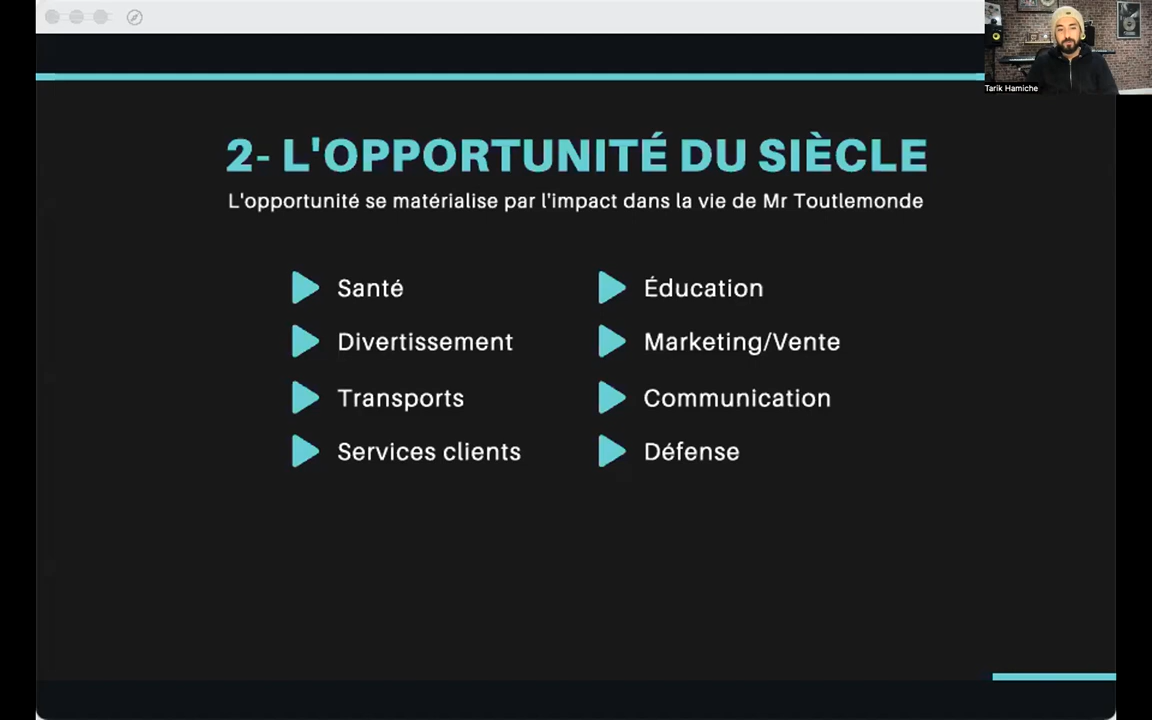 Tarik Hamiche
2- L'OPPORTUNITÉ DU SIÈCLE
L'opportunité se matérialise par l'impact dans la vie de Mr Toutlemonde
Santé
Divertissement
Transports
Services clients
Éducation
Marketing/Vente
Communication
Défense